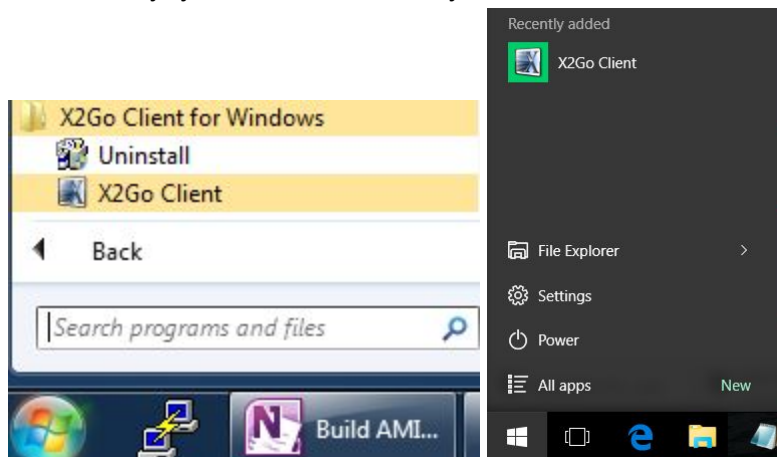 X2Go Client for Windows
Uninstall
X2Go Client
Back
Search programs and files
Build AMI...
Recently added
X2Go Client
File Explorer
Settings
Power
All apps New